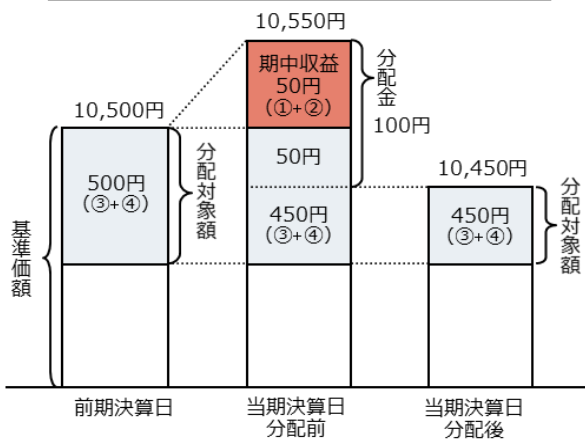 10,550円
期中収益
50円
(①+②)
分配金
100円
10,500円
500円
(③+④)
分配対象額
50円
450円
(③+④)
10,450円
450円
(③+④)
分配対象額
基準価額
前期決算日
当期決算日
分配前
当期決算日
分配後